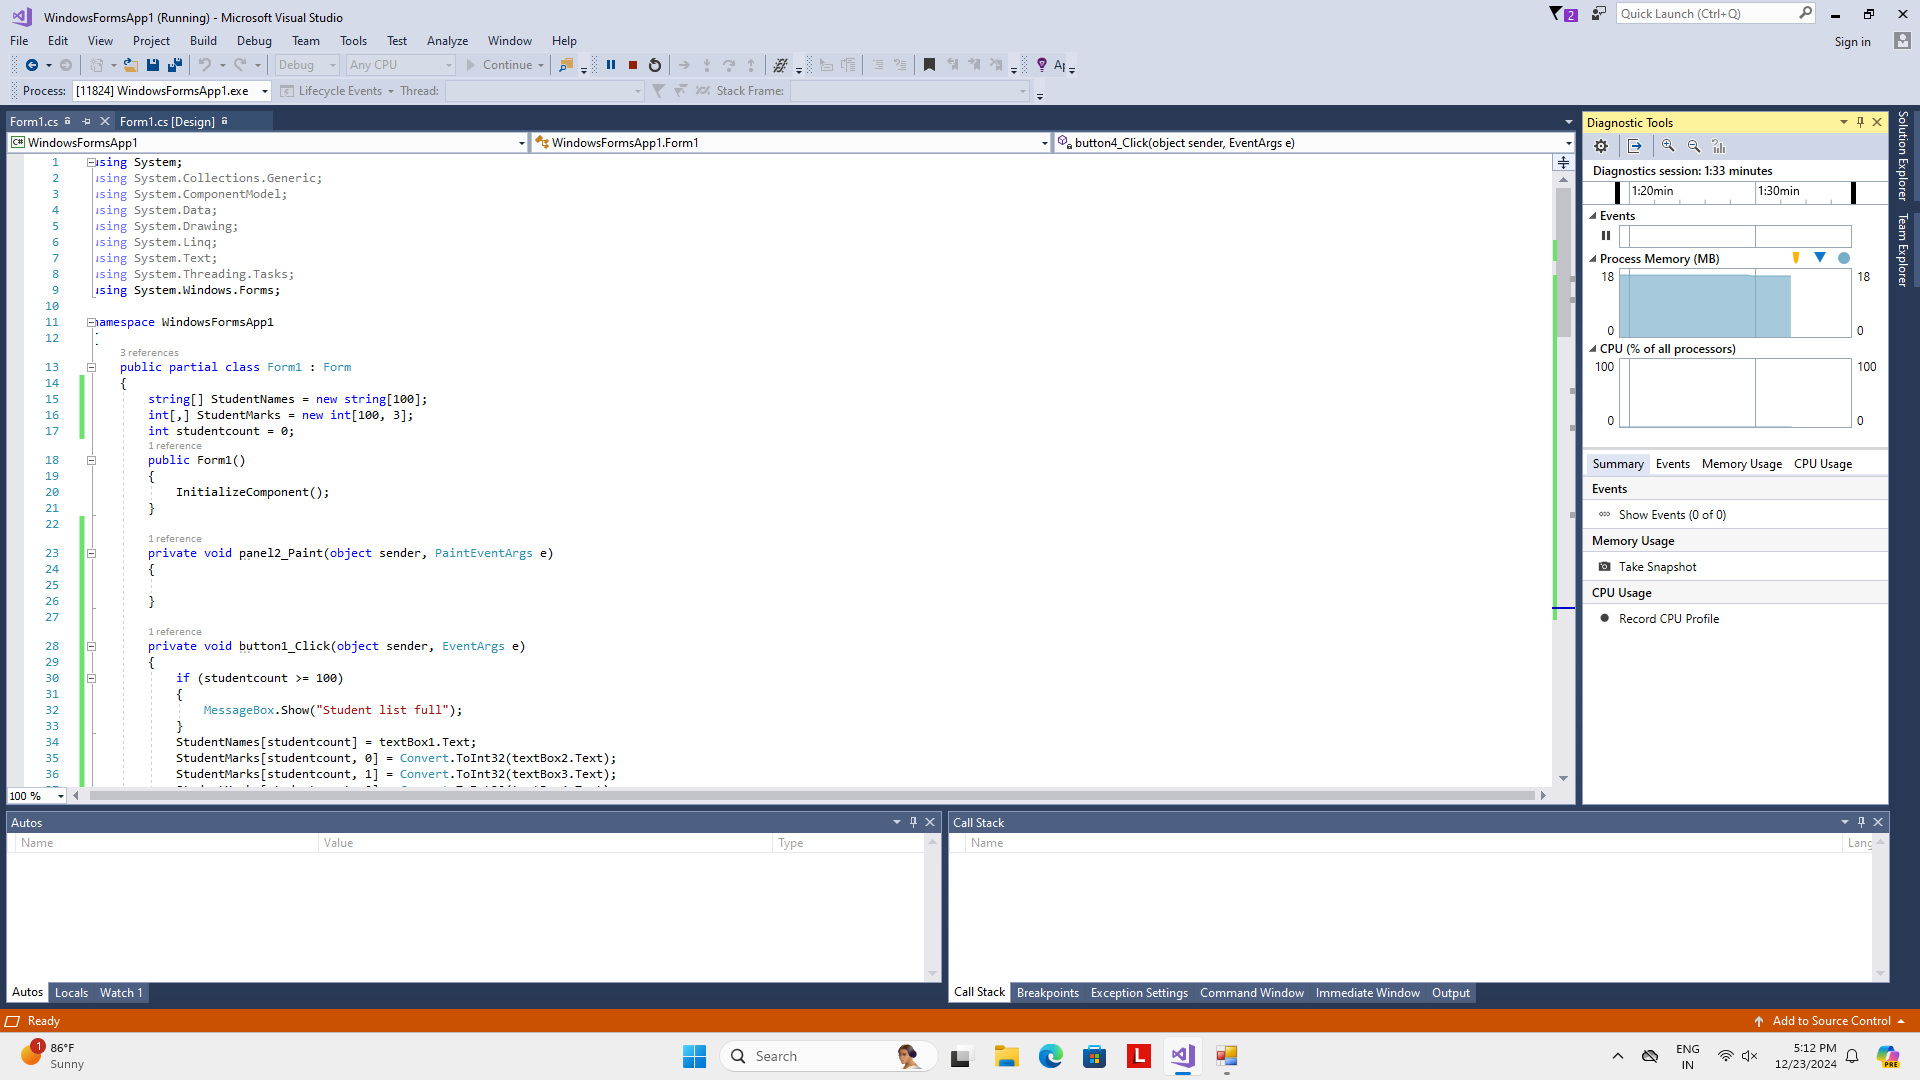 WindowsFormsApp1 (Running) - Microsoft Visual Studio
2
Quick Launch (Ctrl+Q)
File Edit View Project Build Debug Team Tools Test Analyze Window Help
Sign in
Debug Any CPU Continue
Process: [11824] WindowsFormsApp1.exe Lifecycle Events Thread: Stack Frame:
Form1.cs Form1.cs [Design]
C# WindowsFormsApp1 WindowsFormsApp1.Form1 button4_Click(object sender, EventArgs e)
1 using System;
2 using System.Collections.Generic;
3 using System.ComponentModel;
4 using System.Data;
5 using System.Drawing;
6 using System.Linq;
7 using System.Text;
8 using System.Threading.Tasks;
9 using System.Windows.Forms;
10
11 namespace WindowsFormsApp1
12 {
3 references
13 public partial class Form1 : Form
14 {
15 string[] StudentNames = new string[100];
16 int[,] StudentMarks = new int[100, 3];
17 int studentcount = 0;
1 reference
18 public Form1()
19 {
20 InitializeComponent();
21 }
22
1 reference
23 private void panel2_Paint(object sender, PaintEventArgs e)
24 {
25
26 }
27
1 reference
28 private void button1_Click(object sender, EventArgs e)
29 {
30 if (studentcount >= 100)
31 {
32 MessageBox.Show("Student list full");
33 }
34 StudentNames[studentcount] = textBox1.Text;
35 StudentMarks[studentcount, 0] = Convert.ToInt32(textBox2.Text);
36 StudentMarks[studentcount, 1] = Convert.ToInt32(textBox3.Text);
100 %
Diagnostic Tools
Diagnostics session: 1:33 minutes
1:20min 1:30min
Events
Process Memory (MB)
18 18
0 0
CPU (% of all processors)
100 100
0 0
Summary Events Memory Usage CPU Usage
Events
Show Events (0 of 0)
Memory Usage
Take Snapshot
CPU Usage
Record CPU Profile
Solution Explorer
Team Explorer
Autos
Name Value Type
Autos Locals Watch 1
Call Stack
Name Lang
Call Stack Breakpoints Exception Settings Command Window Immediate Window Output
Ready
Add to Source Control
1
86°F
Sunny
Search
L
ENG
IN
5:12 PM
12/23/2024
PRE